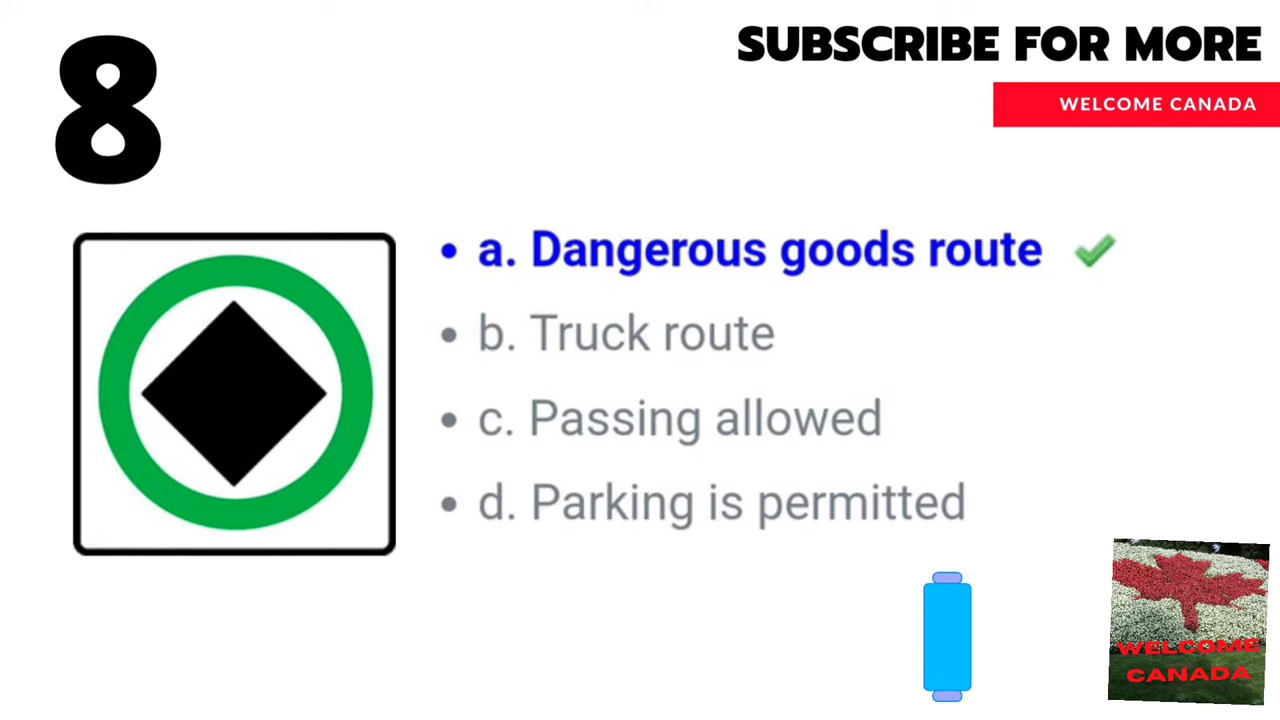 8
SUBSCRIBE FOR MORE
WELCOME CANADA
a. Dangerous goods route
b. Truck route
c. Passing allowed
d. Parking is permitted
WELCOME
CANADA